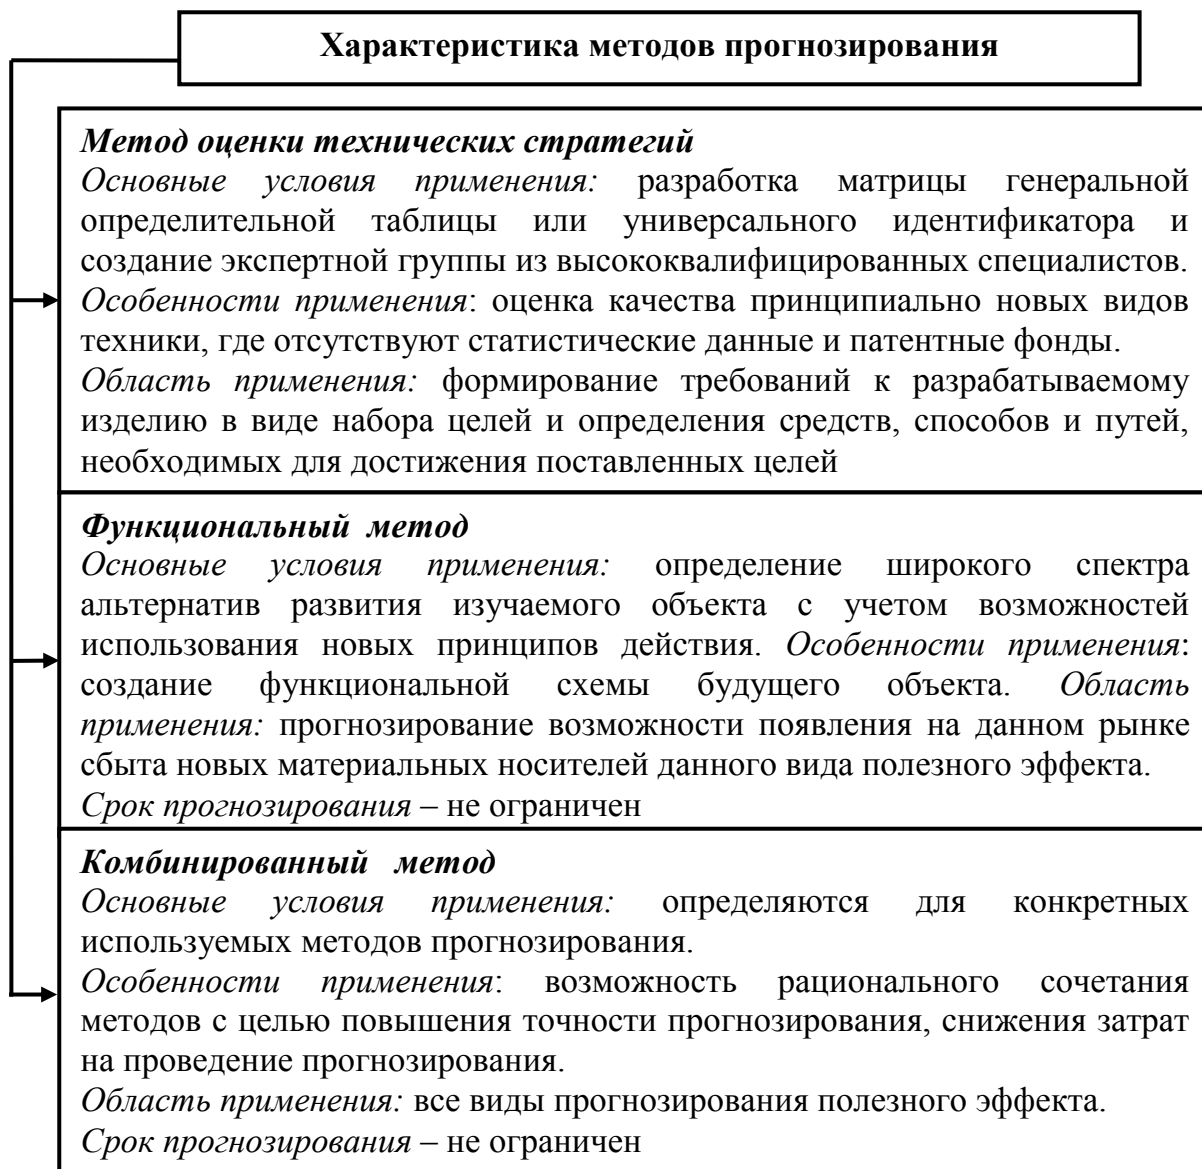 Характеристика методов прогнозирования
Метод оценки технических стратегий
Основные условия применения: разработка матрицы генеральной
определительной таблицы или универсального идентификатора и
создание экспертной группы из высококвалифицированных специалистов.
Особенности применения: оценка качества принципиально новых видов
техники, где отсутствуют статистические данные и патентные фонды.
Область применения: формирование требований к разрабатываемому
изделию в виде набора целей и определения средств, способов и путей,
необходимых для достижения поставленных целей
Функциональный метод
Основные условия применения: определение широкого спектра
альтернатив развития изучаемого объекта с учетом возможностей
использования новых принципов действия. Особенности применения:
создание функциональной схемы будущего объекта. Область
применения: прогнозирование возможности появления на данном рынке
сбыта новых материальных носителей данного вида полезного эффекта.
Срок прогнозирования – не ограничен
Комбинированный метод
Основные условия применения: определяются для конкретных
используемых методов прогнозирования.
Особенности применения: возможность рационального сочетания
методов с целью повышения точности прогнозирования, снижения затрат
на проведение прогнозирования.
Область применения: все виды прогнозирования полезного эффекта.
Срок прогнозирования – не ограничен